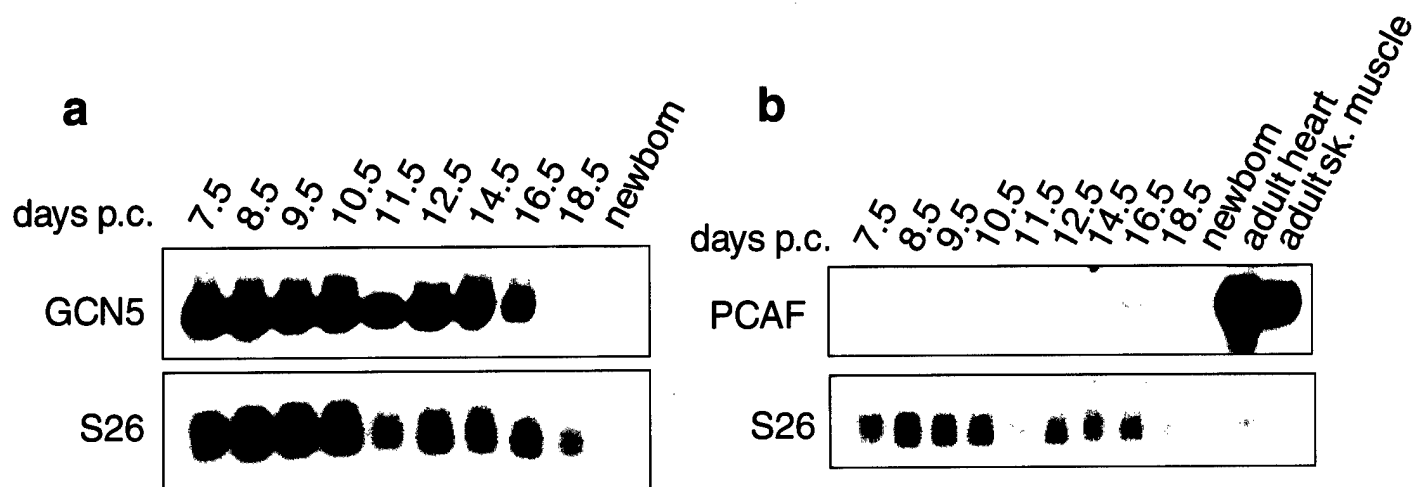 a
days p.c. 7.5 8.5 9.5 10.5 11.5 12.5 14.5 16.5 18.5 newborn
GCN5
S26
b
days p.c. 7.5 8.5 9.5 10.5 11.5 12.5 14.5 16.5 18.5 newborn adult heart adult sk. muscle
PCAF
S26